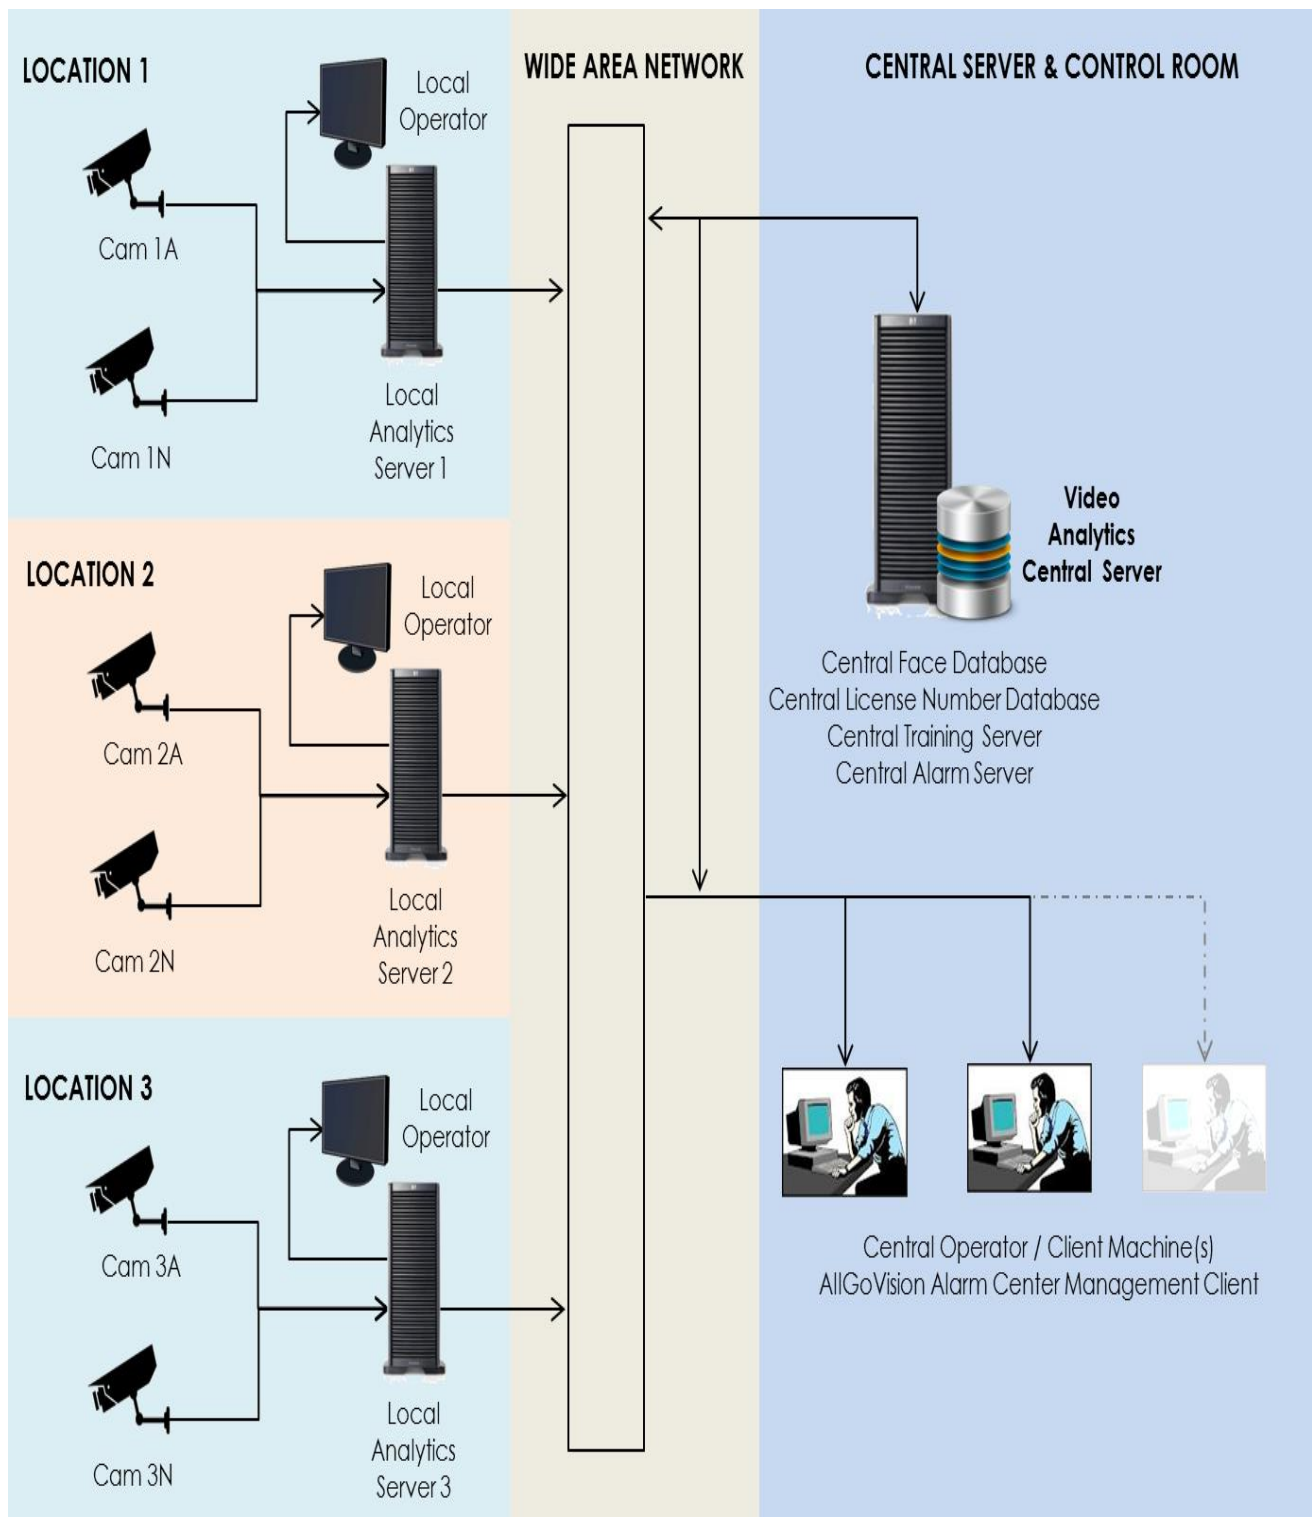 LOCATION 1
Local
Operator
Cam 1A
Cam 1N
Local
Analytics
Server 1
LOCATION 2
Local
Operator
Cam 2A
Cam 2N
Local
Analytics
Server 2
LOCATION 3
Local
Operator
Cam 3A
Cam 3N
Local
Analytics
Server 3
WIDE AREA NETWORK
CENTRAL SERVER & CONTROL ROOM
Video
Analytics
Central Server
Central Face Database
Central License Number Database
Central Training Server
Central Alarm Server
Central Operator / Client Machine(s)
AllGoVision Alarm Center Management Client